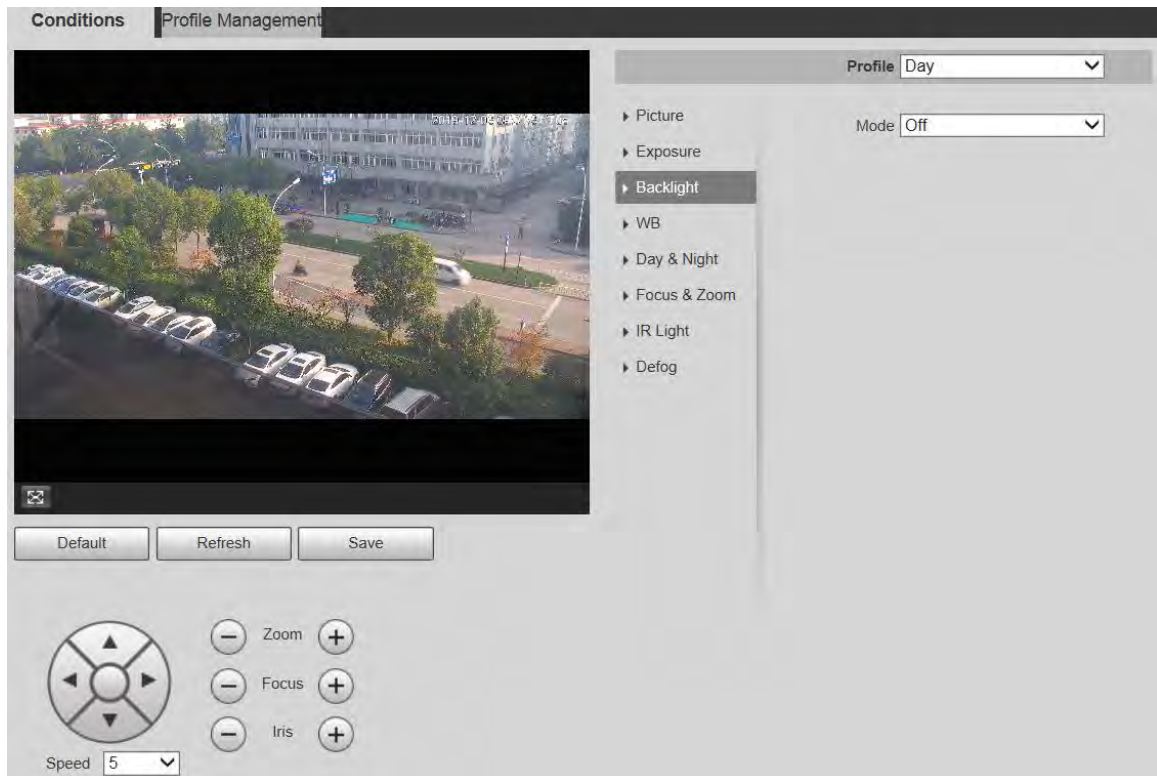 Conditions
Profile Management
Profile Day
Picture
Mode Off
Exposure
Backlight
WB
Day & Night
Focus & Zoom
IR Light
Defog
Default
Refresh
Save
Zoom
Focus
Iris
Speed 5